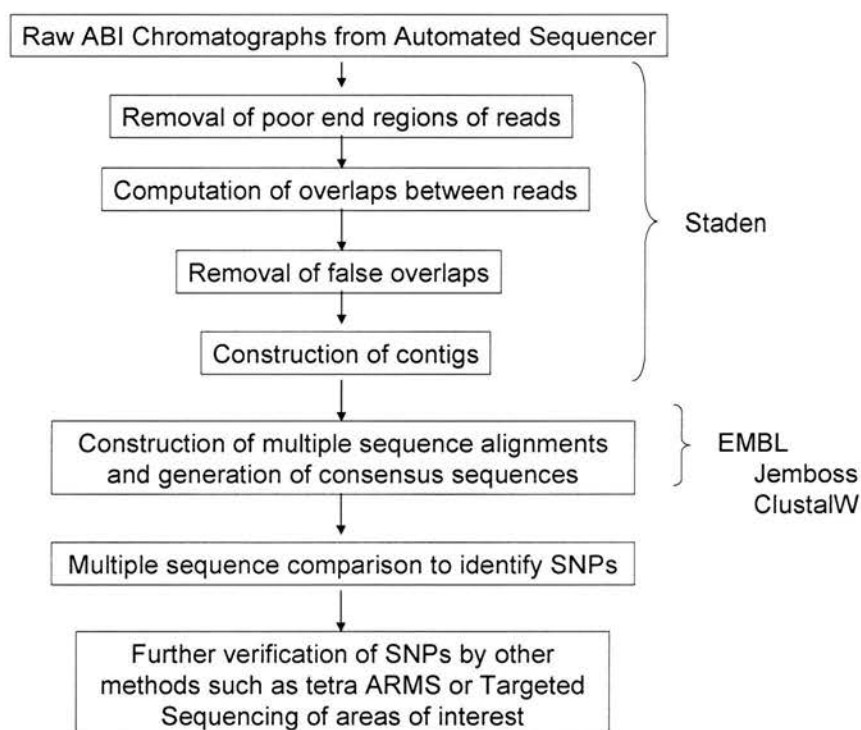 Raw ABI Chromatographs from Automated Sequencer
Removal of poor end regions of reads
Computation of overlaps between reads
Staden
Removal of false overlaps
Construction of contigs
Construction of multiple sequence alignments
and generation of consensus sequences
EMBL
Jemboss
ClustalW
Multiple sequence comparison to identify SNPs
Further verification of SNPs by other
methods such as tetra ARMS or Targeted
Sequencing of areas of interest